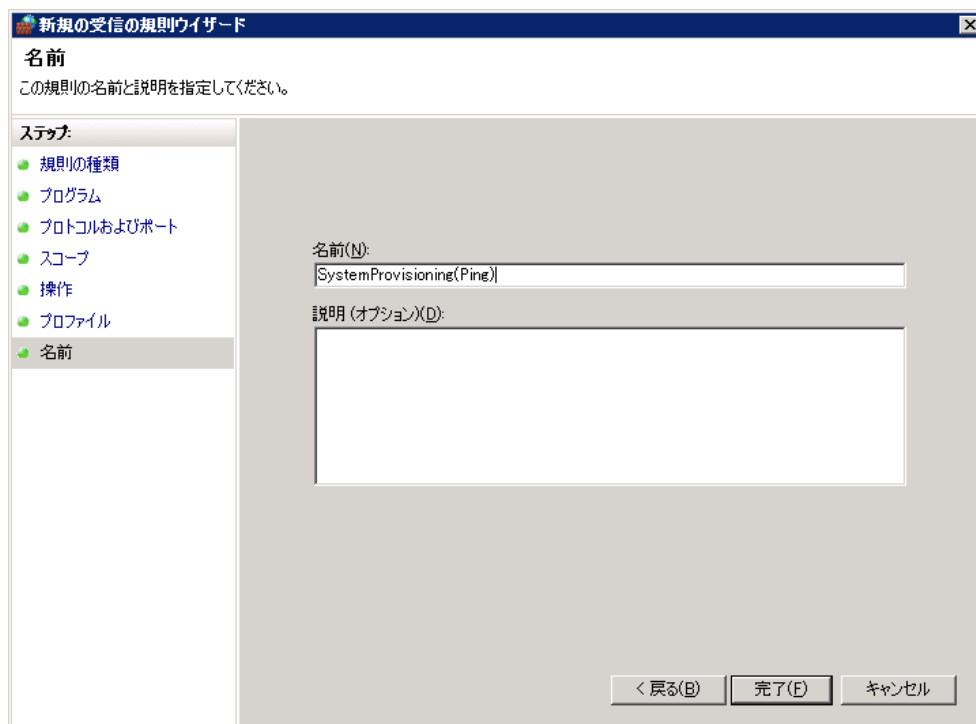 新規の受信の規則ウィザード
名前
この規則の名前と説明を指定してください。
ステップ:
規則の種類
プログラム
プロトコルおよびポート
スコープ
操作
プロファイル
名前
名前(N):
SystemProvisioning(Ping)
説明 (オプション)(D):
< 戻る(B)
完了(F)
キャンセル